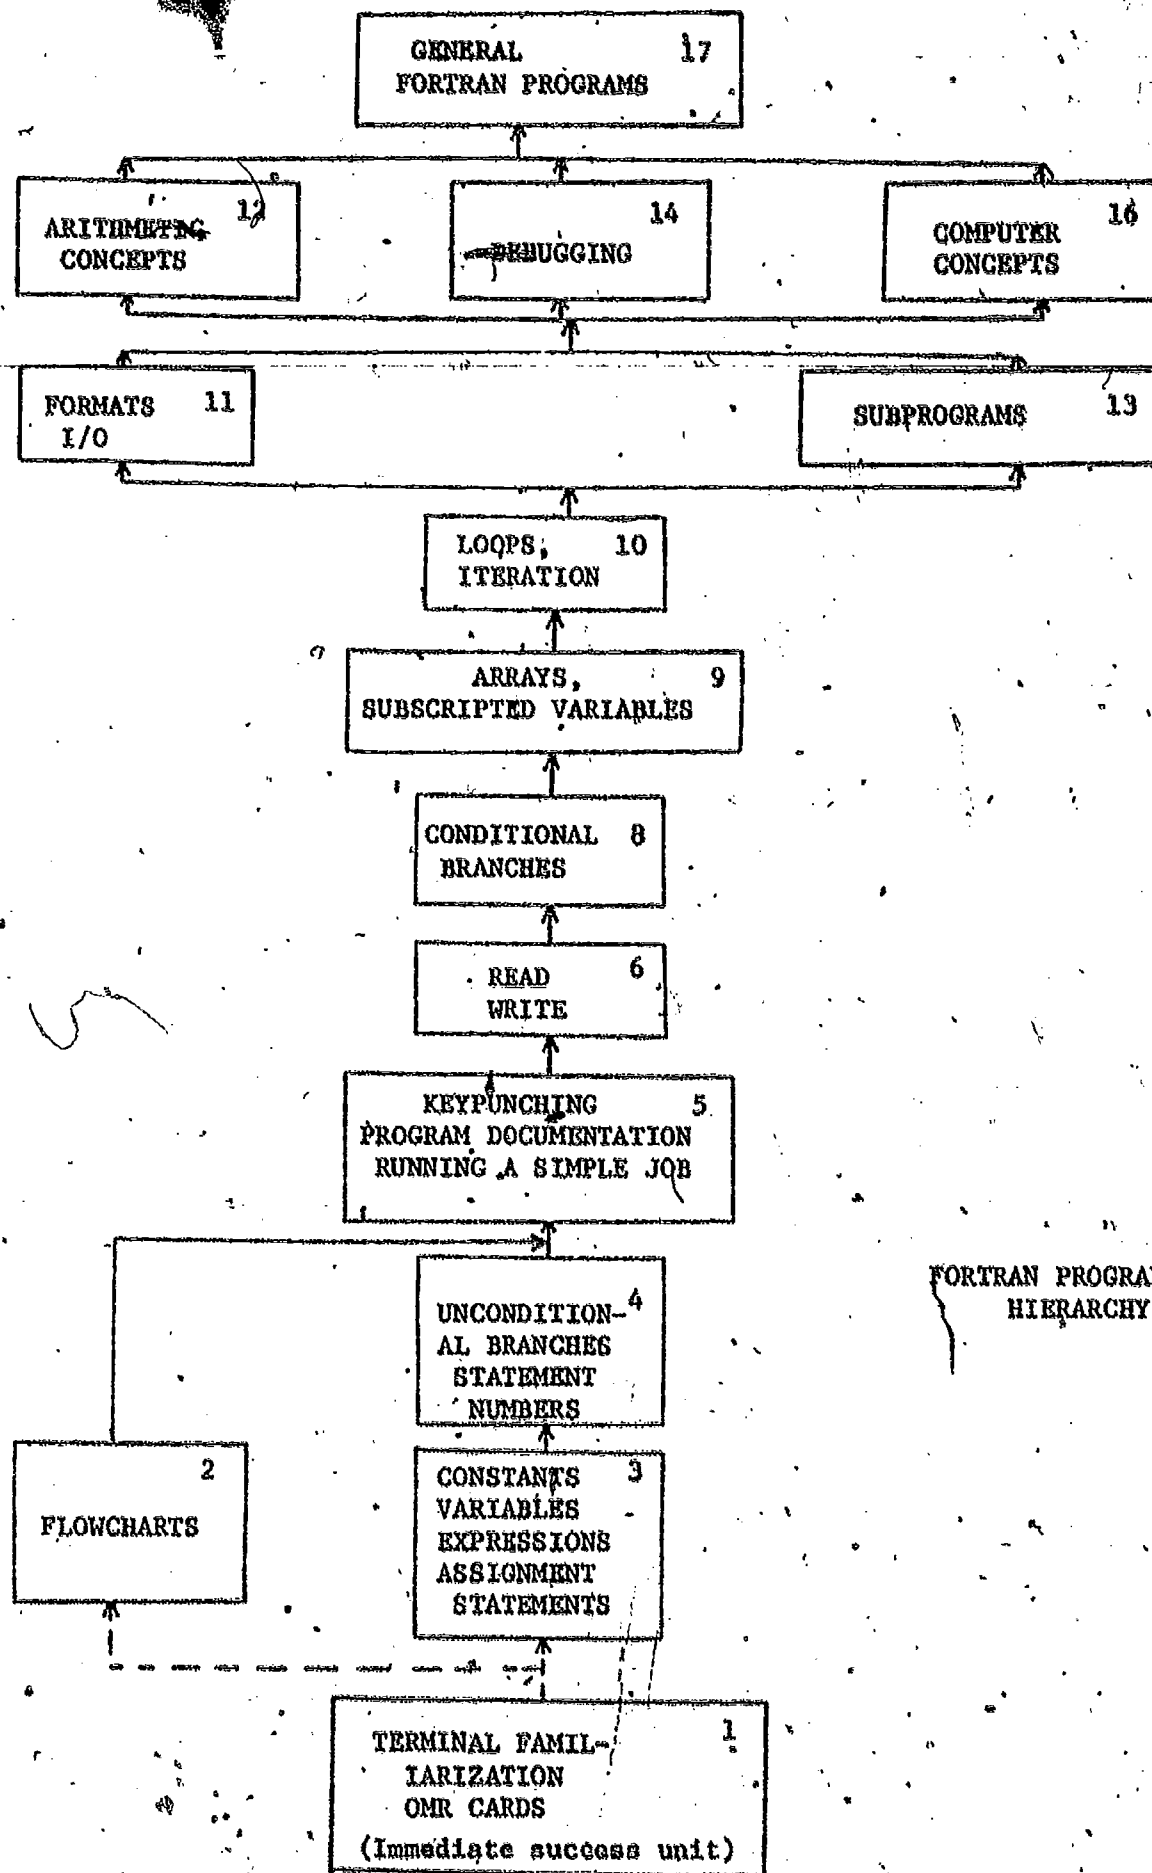 GENERAL 17
FORTRAN PROGRAMS
12
ARITHMETIC
CONCEPTS
14
DEBUGGING
16
COMPUTER
CONCEPTS
FORMATS 11
I/O
SUBPROGRAMS 13
LOOPS, 10
ITERATION
ARRAYS, 9
SUBSCRIPTED VARIABLES
CONDITIONAL 8
BRANCHES
6
READ
WRITE
KEYPUNCHING 5
PROGRAM DOCUMENTATION
RUNNING A SIMPLE JOB
4
UNCONDITION-
AL BRANCHES
STATEMENT
NUMBERS
2
FLOWCHARTS
CONSTANTS 3
VARIABLES
EXPRESSIONS
ASSIGNMENT
STATEMENTS
FORTRAN
HIERARCHY
1
TERMINAL FAMIL-
IARIZATION
OMR CARDS
(Immediate success unit)